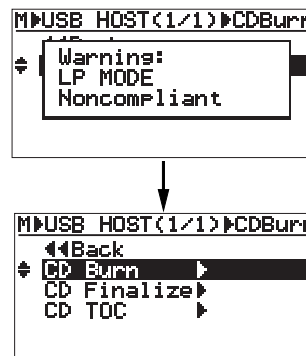 M▶USB HOST(1/1)▶CDBurn
Warning:
LP MODE
Noncompliant
M▶USB HOST(1/1)▶CDBurn
◀◀Back
CD Burn ▶
CD Finalize▶
CD TOC ▶